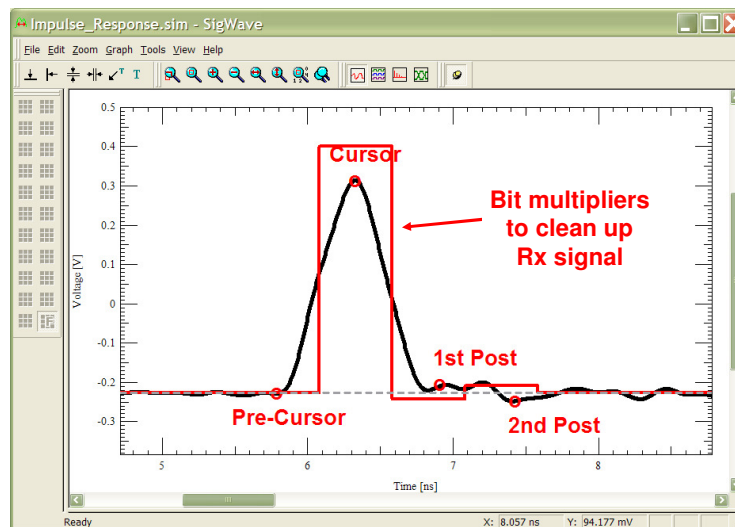 Impulse_Response.sim - SigWave
File Edit Zoom Graph Tools View Help
T T
0.5
0.4
0.3
0.2
0.1
0
-0.1
-0.2
-0.3
Voltage [V]
Cursor
Bit multipliers
to clean up
Rx signal
1st Post
Pre-Cursor
2nd Post
5 6 7 8
Time [ns]
Ready X: 8.057 ns Y: 94.177 mV